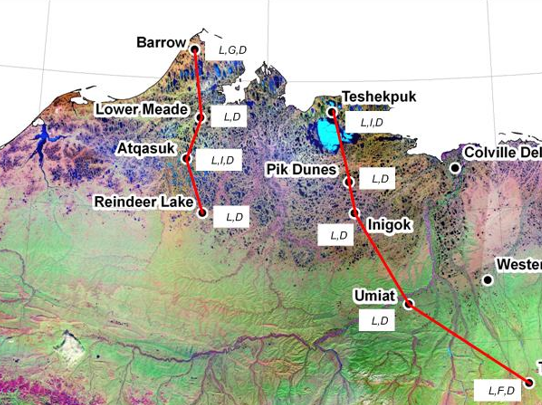 Barrow
L,G,D
Teshekpuk
Lower Meade
L,D
L,I,D
Atqasuk
L,I,D
Colville Del
Pik Dunes
L,D
Reindeer Lake
L,D
Inigok
L,D
Wester
Umiat
L,D
T
L,F,D